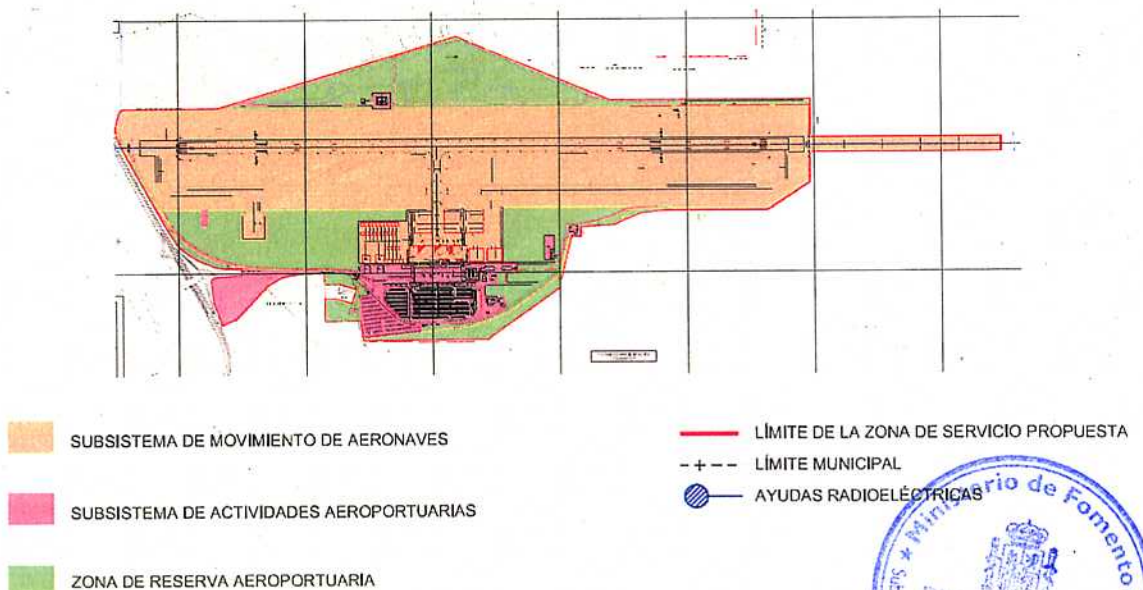 SUBSISTEMA DE MOVIMIENTO DE AERONAVES
SUBSISTEMA DE ACTIVIDADES AEROPORTUARIAS
ZONA DE RESERVA AEROPORTUARIA
LÍMITE DE LA ZONA DE SERVICIO PROPUESTA
LÍMITE MUNICIPAL
AYUDAS RADIOELÉCTRICAS
Ministerio de Fomento